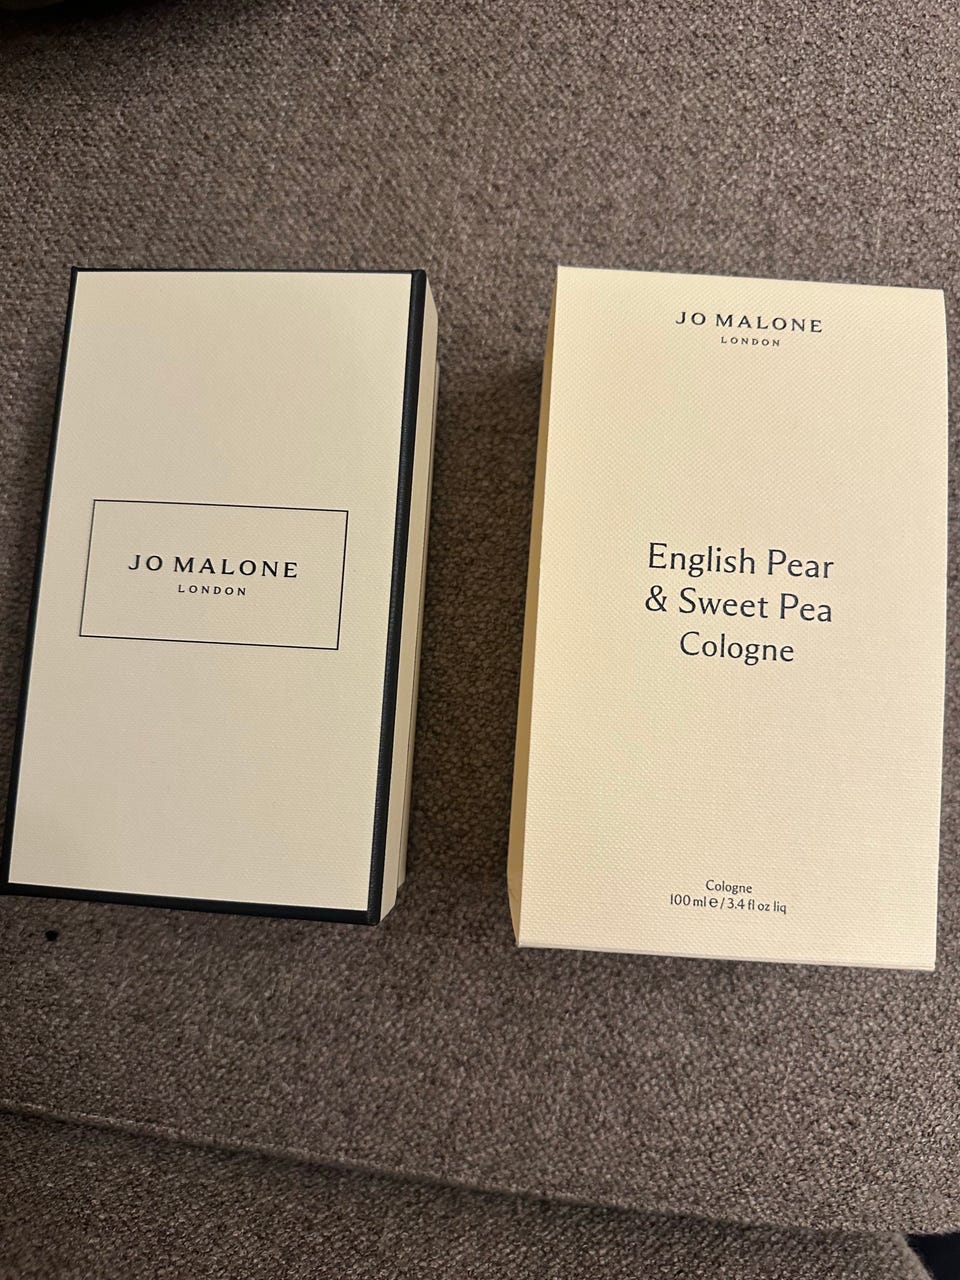 JO MALONE
LONDON
JO MALONE
LONDON
English Pear
& Sweet Pea
Cologne
Cologne
100 ml ℮ / 3.4 fl oz liq